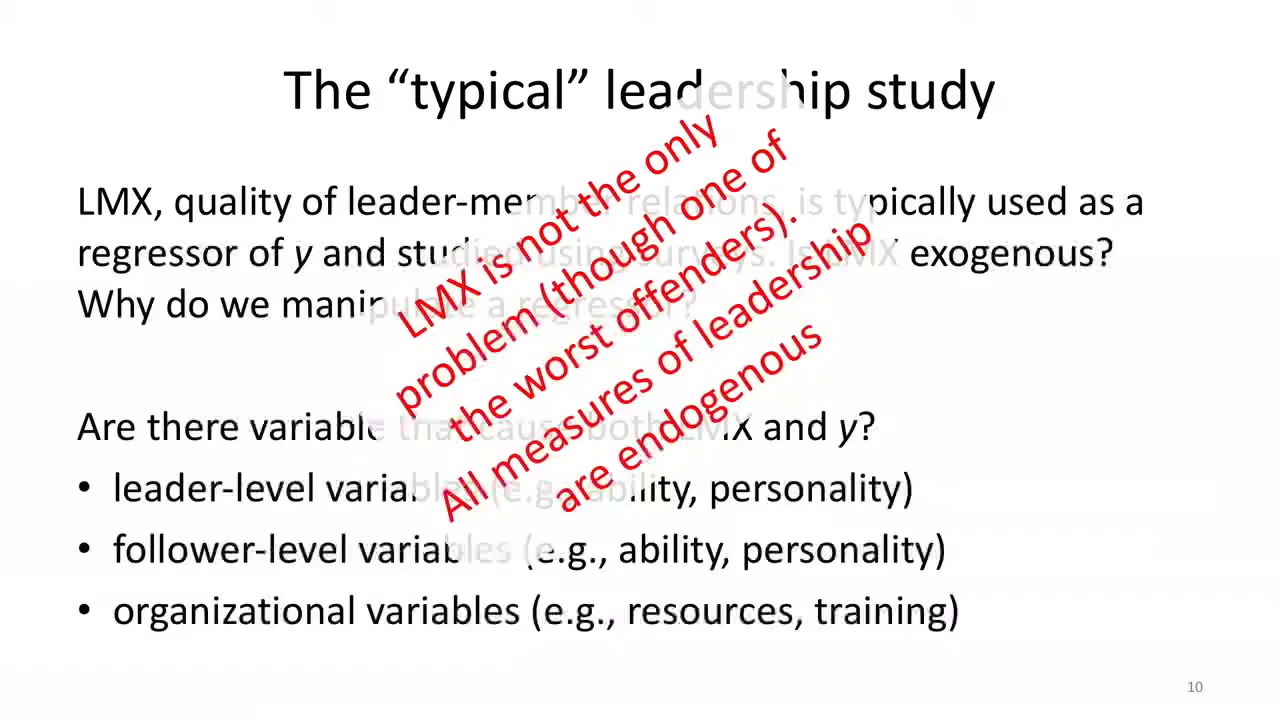 The “typical” leadership study
LMX, quality of leader-member relations, is typically used as a
regressor of y and studied using surveys. Is LMX exogenous?
Why do we manipulate a regressor?
Are there variable that cause both LMX and y?
• leader-level variables (e.g., ability, personality)
• follower-level variables (e.g., ability, personality)
• organizational variables (e.g., resources, training)
LMX is not the only
problem (though one of
the worst offenders).
All measures of leadership
are endogenous
10